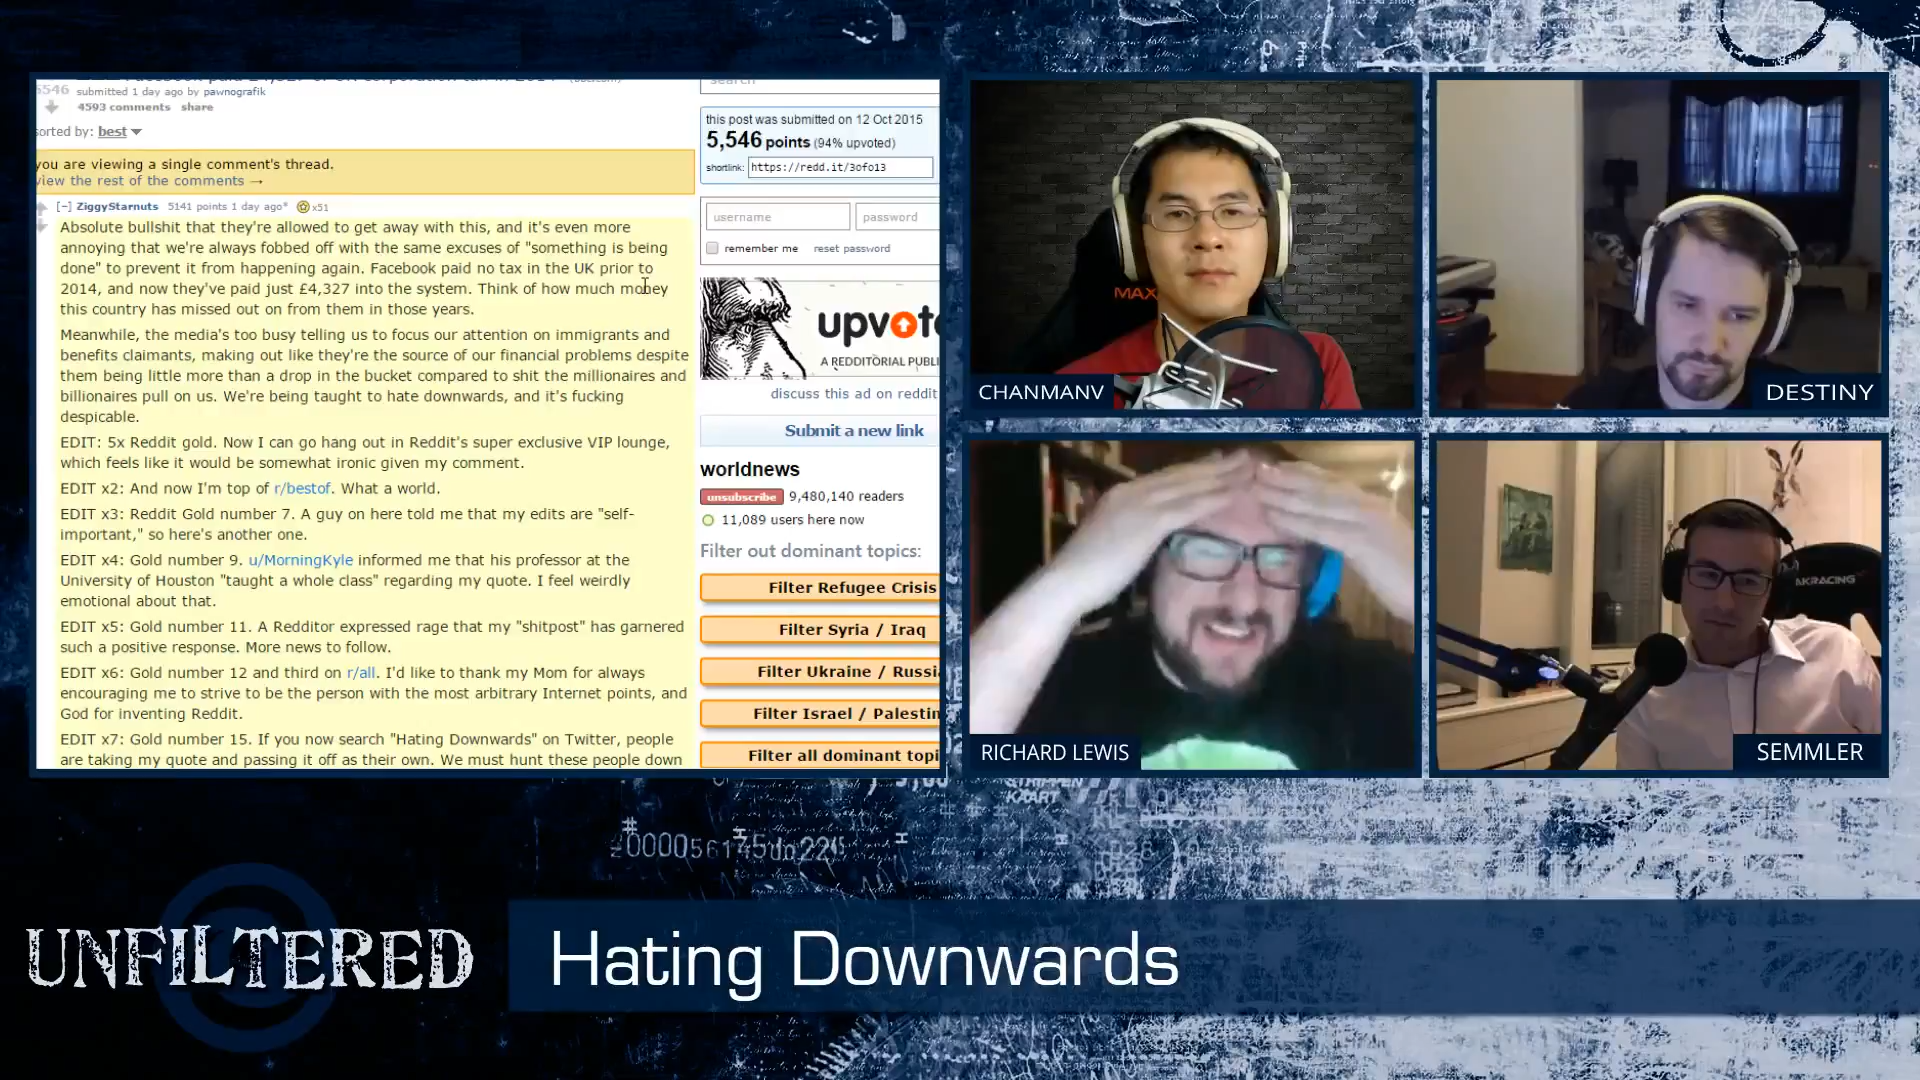 5546
submitted 1 day ago by pawnografik
4593 comments share
sorted by: best
you are viewing a single comment's thread.
view the rest of the comments →
[–] ZiggyStarnuts 5141 points 1 day ago* x51
Absolute bullshit that they're allowed to get away with this, and it's even more
annoying that we're always fobbed off with the same excuses of "something is being
done" to prevent it from happening again. Facebook paid no tax in the UK prior to
2014, and now they've paid just £4,327 into the system. Think of how much money
this country has missed out on from them in those years.
Meanwhile, the media's too busy telling us to focus our attention on immigrants and
benefits claimants, making out like they're the source of our financial problems despite
them being little more than a drop in the bucket compared to shit the millionaires and
billionaires pull on us. We're being taught to hate downwards, and it's fucking
despicable.
EDIT: 5x Reddit gold. Now I can go hang out in Reddit's super exclusive VIP lounge,
which feels like it would be somewhat ironic given my comment.
EDIT x2: And now I'm top of r/bestof. What a world.
EDIT x3: Reddit Gold number 7. A guy on here told me that my edits are "self-
important," so here's another one.
EDIT x4: Gold number 9. u/MorningKyle informed me that his professor at the
University of Houston "taught a whole class" regarding my quote. I feel weirdly
emotional about that.
EDIT x5: Gold number 11. A Redditor expressed rage that my "shitpost" has garnered
such a positive response. More news to follow.
EDIT x6: Gold number 12 and third on r/all. I'd like to thank my Mom for always
encouraging me to strive to be the person with the most arbitrary Internet points, and
God for inventing Reddit.
EDIT x7: Gold number 15. If you now search "Hating Downwards" on Twitter, people
are taking my quote and passing it off as their own. We must hunt these people down
search
this post was submitted on 12 Oct 2015
5,546 points (94% upvoted)
shortlink: https://redd.it/3ofo13
username password
remember me reset password
upvote
A REDDITORIAL PUBLI
discuss this ad on reddit
Submit a new link
worldnews
unsubscribe 9,480,140 readers
11,089 users here now
Filter out dominant topics:
Filter Refugee Crisis
Filter Syria / Iraq
Filter Ukraine / Russi
Filter Israel / Palestin
Filter all dominant topi
MAX
CHANMANV
DESTINY
RICHARD LEWIS
AKRACING
SEMMLER
UNFILTERED
Hating Downwards